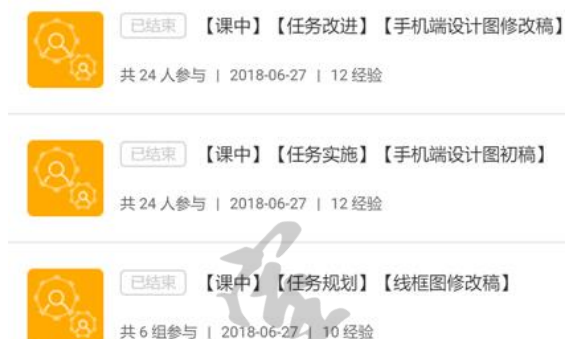 已结束 【课中】【任务改进】【手机端设计图修改稿】
共 24 人参与 | 2018-06-27 | 12 经验
已结束 【课中】【任务实施】【手机端设计图初稿】
共 24 人参与 | 2018-06-27 | 12 经验
已结束 【课中】【任务规划】【线框图修改稿】
共 6 组参与 | 2018-06-27 | 10 经验